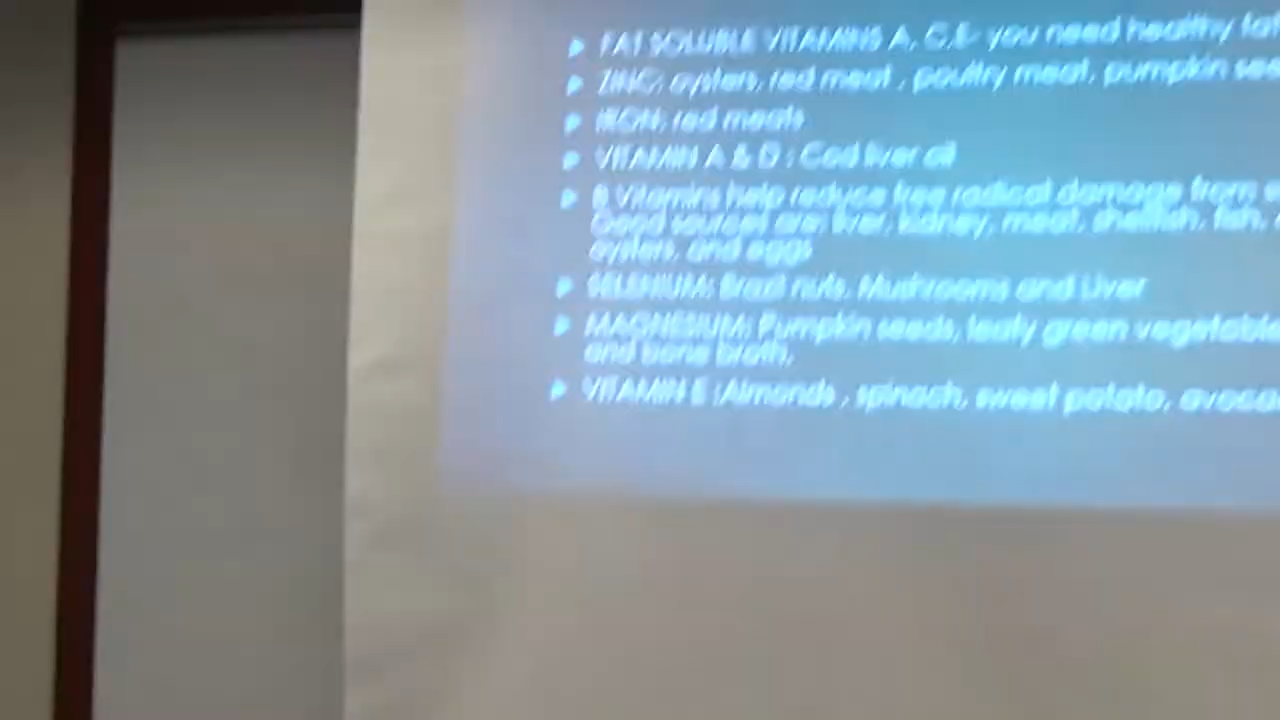 FAT SOLUBLE VITAMINS A, C,E- you need healthy fat
ZINC: oysters, red meat , poultry meat, pumpkin see
IRON: red meats
VITAMIN A & D : Cod liver oil
B Vitamins help reduce free radical damage from
Good sources are: liver, kidney, meat, shellfish, fish,
oysters, and eggs
SELENIUM: Brazil nuts, Mushrooms and Liver
MAGNESIUM: Pumpkin seeds, leafy green vegetable
and bone broth,
VITAMIN E :Almonds , spinach, sweet potato, avoca